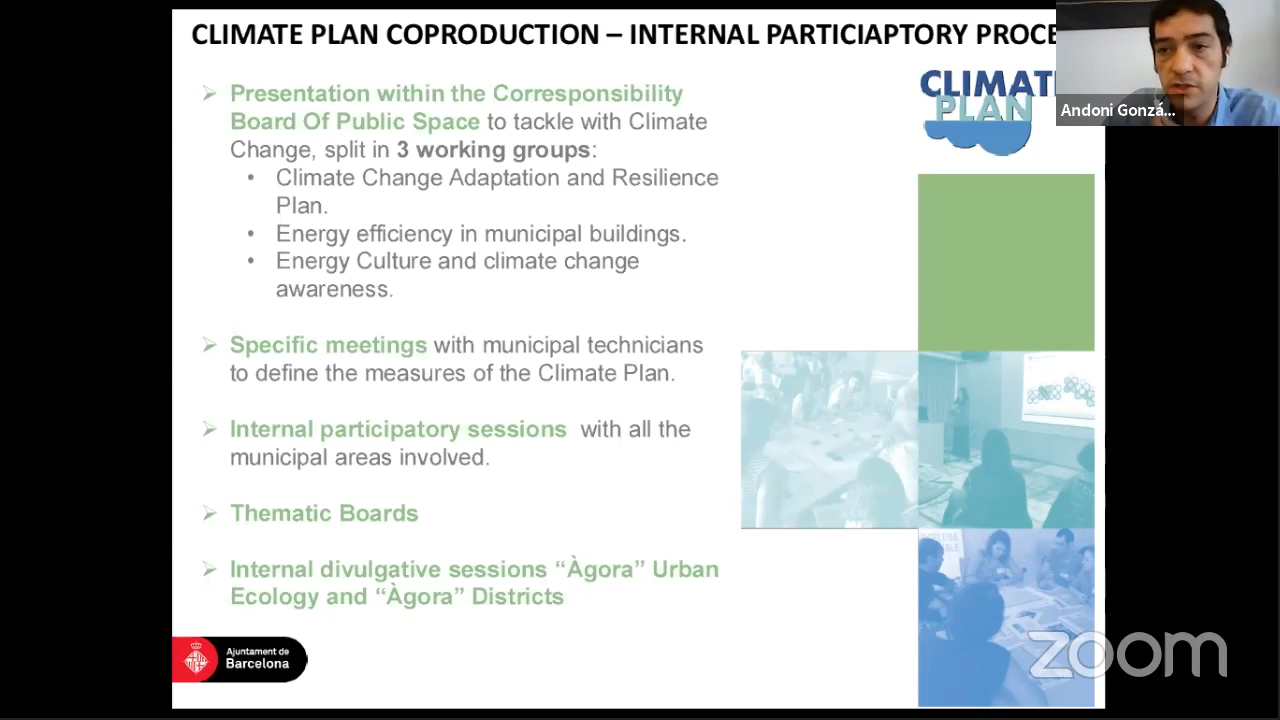 CLIMATE PLAN COPRODUCTION – INTERNAL PARTICIAPTORY PROCE
Andoni Gonzá...
CLIMATE
PLAN
➢ Presentation within the Corresponsibility
Board Of Public Space to tackle with Climate
Change, split in 3 working groups:
• Climate Change Adaptation and Resilience
Plan.
• Energy efficiency in municipal buildings.
• Energy Culture and climate change
awareness.
➢ Specific meetings with municipal technicians
to define the measures of the Climate Plan.
➢ Internal participatory sessions with all the
municipal areas involved.
➢ Thematic Boards
➢ Internal divulgative sessions “Àgora” Urban
Ecology and “Àgora” Districts
Ajuntament de
Barcelona
zoom